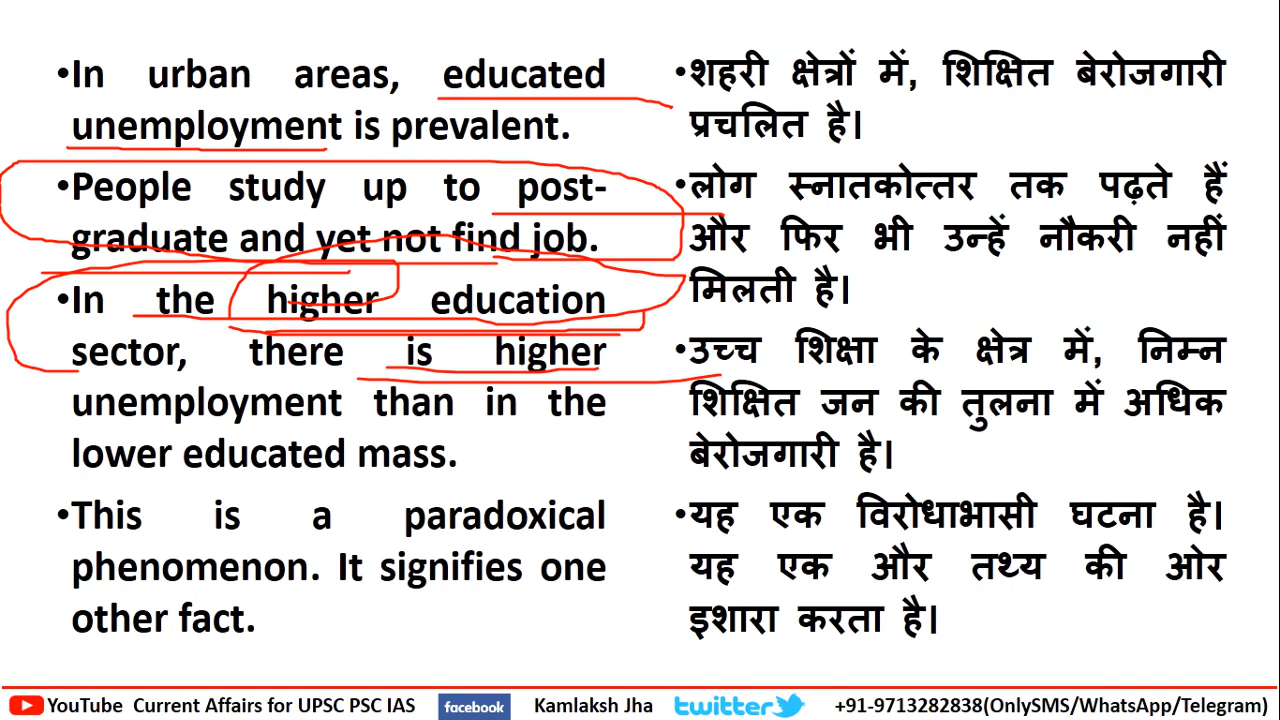 •In urban areas, educated
unemployment is prevalent.
•People study up to post-
graduate and yet not find job.
•In the higher education
sector, there is higher
unemployment than in the
lower educated mass.
•This is a paradoxical
phenomenon. It signifies one
other fact.
•शहरी क्षेत्रों में, शिक्षित बेरोजगारी
प्रचलित है।
•लोग स्नातकोत्तर तक पढ़ते हैं
और फिर भी उन्हें नौकरी नहीं
मिलती है।
•उच्च शिक्षा के क्षेत्र में, निम्न
शिक्षित जन की तुलना में अधिक
बेरोजगारी है।
•यह एक विरोधाभासी घटना है।
यह एक और तथ्य की ओर
इशारा करता है।
YouTube Current Affairs for UPSC PSC IAS facebook Kamlaksh Jha twitter +91-9713282838(OnlySMS/WhatsApp/Telegram)